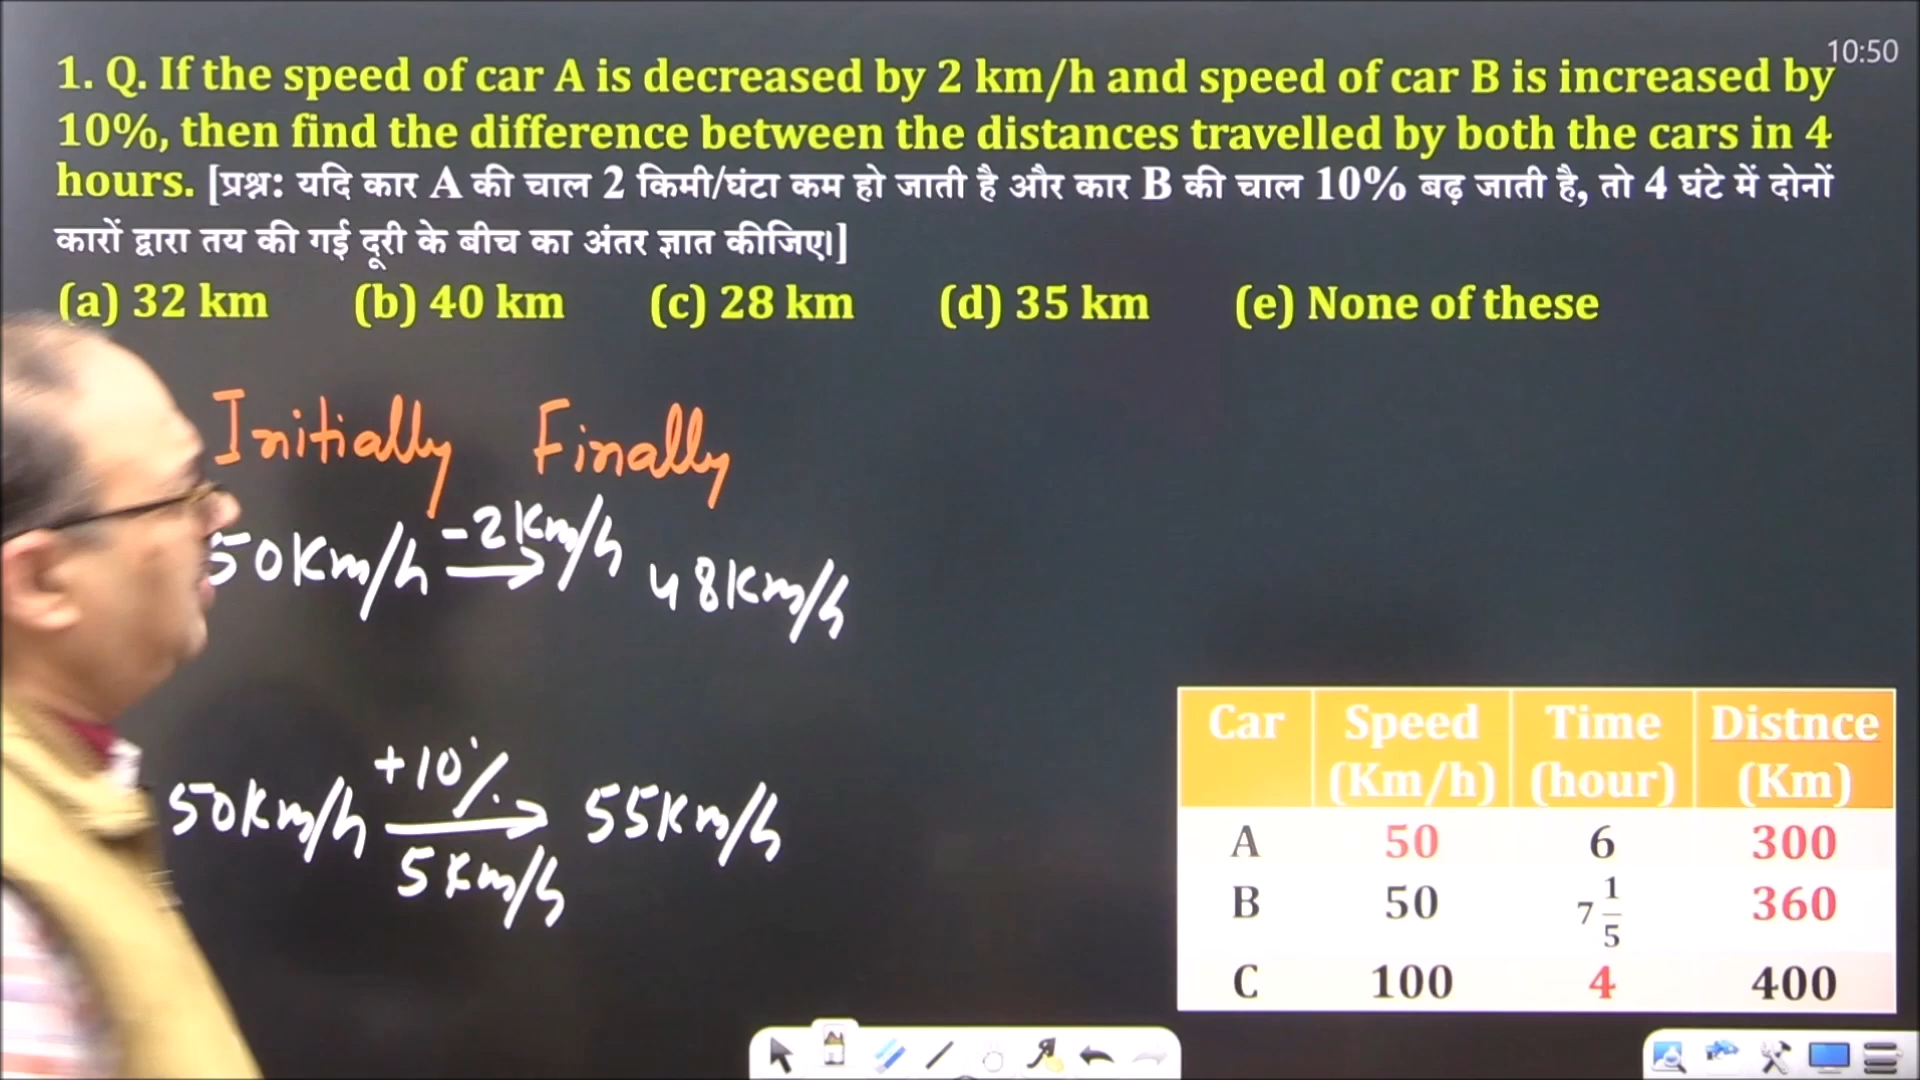 10:50
1. Q. If the speed of car A is decreased by 2 km/h and speed of car B is increased by
10%, then find the difference between the distances travelled by both the cars in 4
hours. [प्रश्न: यदि कार A की चाल 2 किमी/घंटा कम हो जाती है और कार B की चाल 10% बढ़ जाती है, तो 4 घंटे में दोनों
कारों द्वारा तय की गई दूरी के बीच का अंतर ज्ञात कीजिए।]
(a) 32 km (b) 40 km (c) 28 km (d) 35 km (e) None of these
Initially Finally
50Km/h -2Km/h 48Km/h
50Km/h +10% 55Km/h
5Km/h
Car Speed (Km/h) Time (hour) Distnce (Km)
A 50 6 300
B 50 7 1/5 360
C 100 4 400